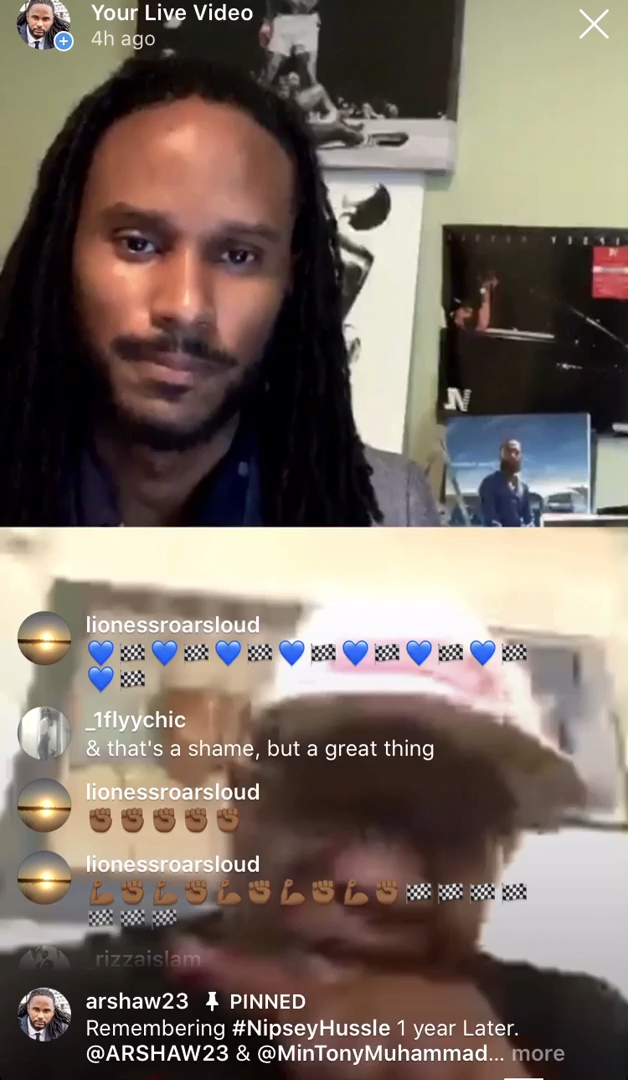 Your Live Video
4h ago
lionessroarsloud
💙🏁💙🏁💙🏁💙🏁💙🏁💙🏁💙🏁
💙🏁
_1flyychic
& that's a shame, but a great thing
lionessroarsloud
✊🏾✊🏾✊🏾✊🏾✊🏾
lionessroarsloud
💪🏾✊🏾💪🏾✊🏾💪🏾✊🏾💪🏾✊🏾💪🏾✊🏾🏁🏁🏁🏁
🏁🏁🏁
_rizzaislam
arshaw23 📌 PINNED
Remembering #NipseyHussle 1 year Later.
@ARSHAW23 & @MinTonyMuhammad... more